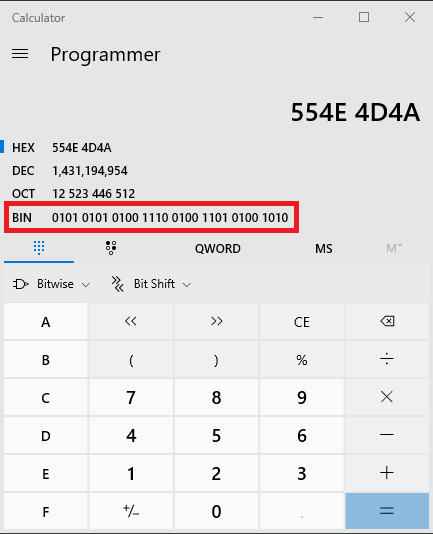 Calculator
Programmer
554E 4D4A
HEX 554E 4D4A
DEC 1,431,194,954
OCT 12 523 446 512
BIN 0101 0101 0100 1110 0100 1101 0100 1010
QWORD MS M˅
Bitwise Bit Shift
A << >> CE
B ( ) % ÷
C 7 8 9 ×
D 4 5 6 −
E 1 2 3 +
F +/− 0 . =